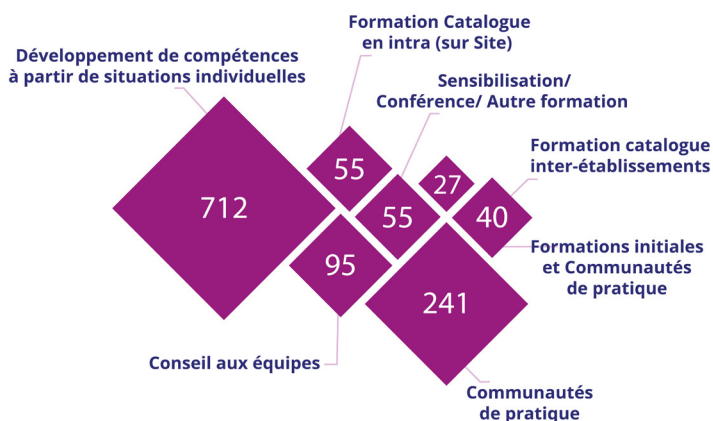 Formation Catalogue
en intra (sur Site)
Développement de compétences
à partir de situations individuelles
Sensibilisation/
Conférence/ Autre formation
Formation catalogue
inter-établissements
55
27
712
55
40
95
Formations initiales
et Communautés
de pratique
241
Conseil aux équipes
Communautés
de pratique